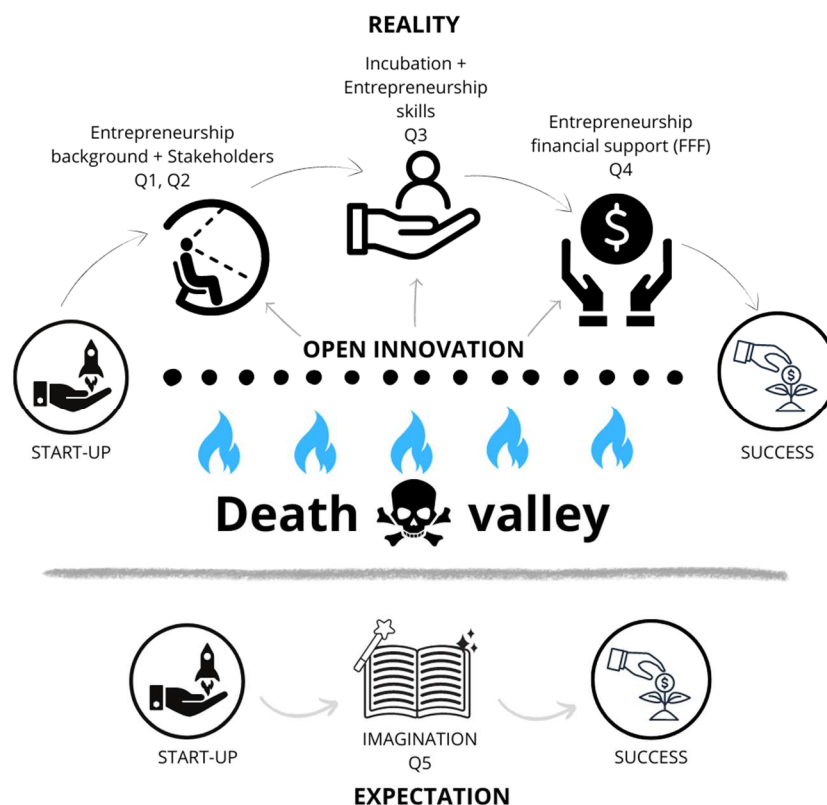 REALITY
Incubation +
Entrepreneurship
skills
Q3
Entrepreneurship
background + Stakeholders
Q1, Q2
Entrepreneurship
financial support (FFF)
Q4
$
OPEN INNOVATION
$
START-UP
SUCCESS
Death valley
$
START-UP
IMAGINATION
Q5
SUCCESS
EXPECTATION